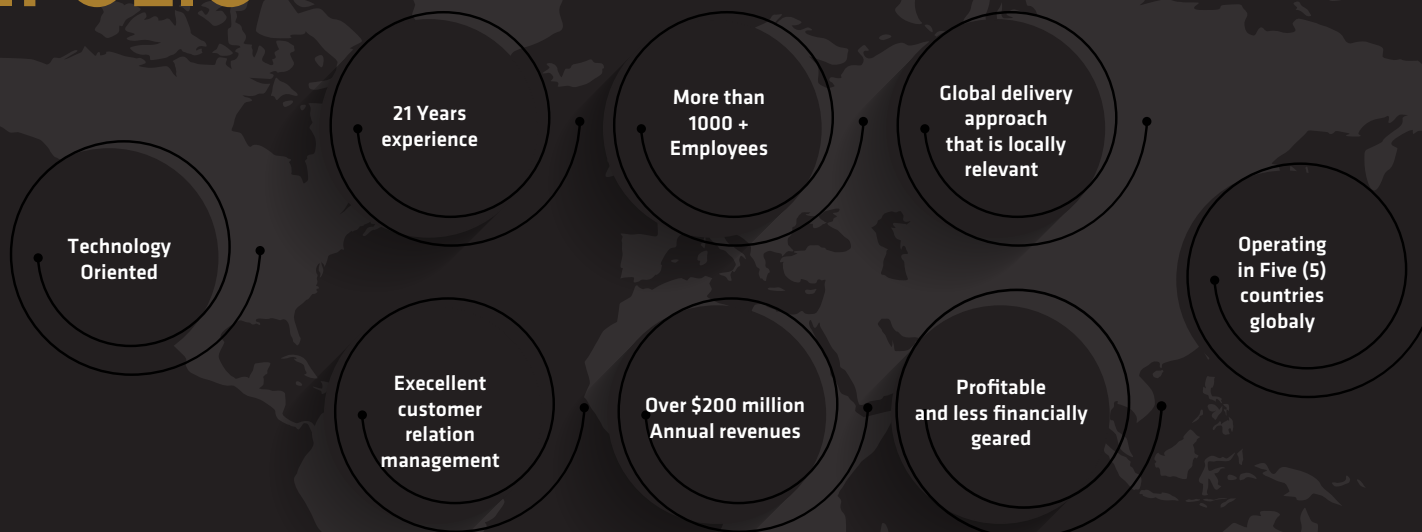 21 Years
experience
More than
1000 +
Employees
Global delivery
approach
that is locally
relevant
Technology
Oriented
Operating
in Five (5)
countries
globaly
Execellent
customer
relation
management
Over $200 million
Annual revenues
Profitable
and less financially
geared